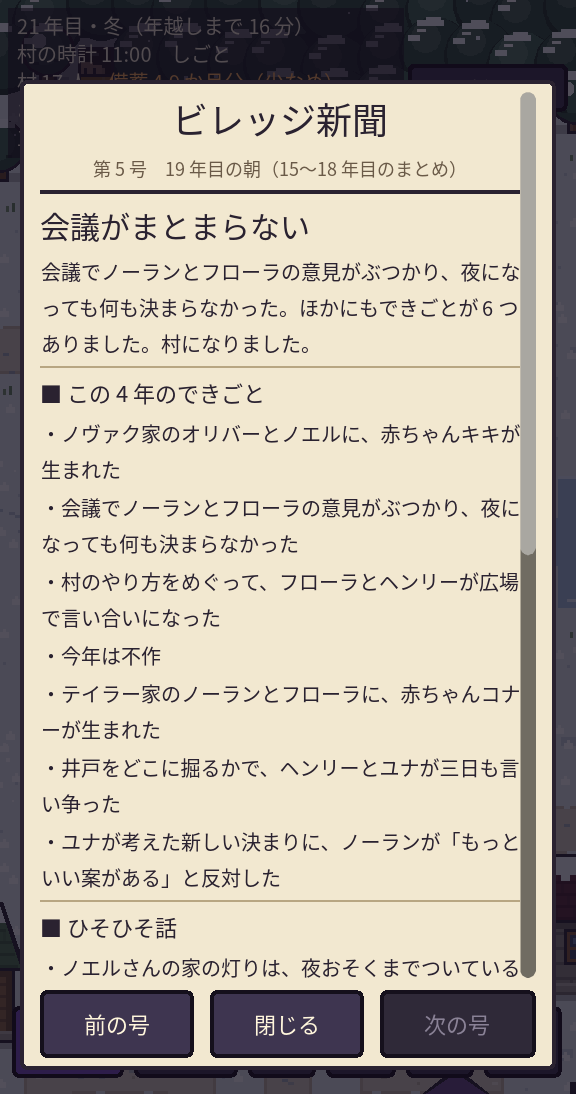 21 年目・冬（年越しまで 16 分）
村の時計 11:00　しごと
ビレッジ新聞
第 5 号　19 年目の朝（15〜18 年目のまとめ）
会議がまとまらない
会議でノーランとフローラの意見がぶつかり、夜にな
っても何も決まらなかった。ほかにもできごとが 6 つ
ありました。村になりました。
■ この 4 年のできごと
・ノヴァク家のオリバーとノエルに、赤ちゃんキキが
生まれた
・会議でノーランとフローラの意見がぶつかり、夜に
なっても何も決まらなかった
・村のやり方をめぐって、フローラとヘンリーが広場
で言い合いになった
・今年は不作
・テイラー家のノーランとフローラに、赤ちゃんコナ
ーが生まれた
・井戸をどこに掘るかで、ヘンリーとユナが三日も言
い争った
・ユナが考えた新しい決まりに、ノーランが「もっと
いい案がある」と反対した
■ ひそひそ話
・ノエルさんの家の灯りは、夜おそくまでついている
前の号
閉じる
次の号